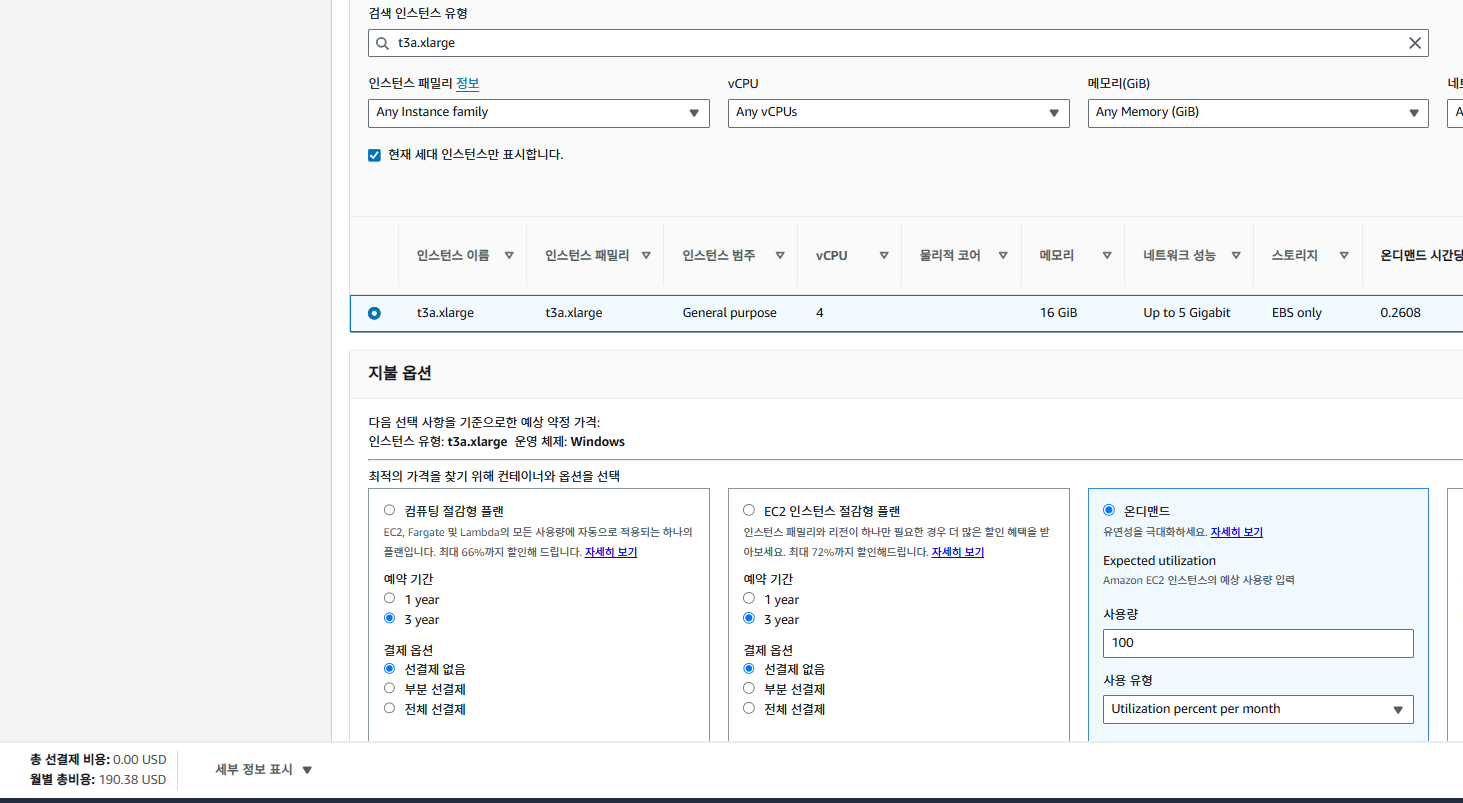 검색 인스턴스 유형
t3a.xlarge
인스턴스 패밀리 정보 vCPU 메모리(GiB)
Any Instance family Any vCPUs Any Memory (GiB)
현재 세대 인스턴스만 표시합니다.
인스턴스 이름 인스턴스 패밀리 인스턴스 범주 vCPU 물리적 코어 메모리 네트워크 성능 스토리지 온디맨드 시간당
t3a.xlarge t3a.xlarge General purpose 4 16 GiB Up to 5 Gigabit EBS only 0.2608
지불 옵션
다음 선택 사항을 기준으로한 예상 약정 가격:
인스턴스 유형: t3a.xlarge 운영 체제: Windows
최적의 가격을 찾기 위해 컨테이너와 옵션을 선택
컴퓨팅 절감형 플랜
EC2, Fargate 및 Lambda의 모든 사용량에 자동으로 적용되는 하나의
플랜입니다. 최대 66%까지 할인해 드립니다. 자세히 보기
예약 기간
1 year
3 year
결제 옵션
선결제 없음
부분 선결제
전체 선결제
EC2 인스턴스 절감형 플랜
인스턴스 패밀리와 리전이 하나만 필요한 경우 더 많은 할인 혜택을 받
아보세요. 최대 72%까지 할인해드립니다. 자세히 보기
예약 기간
1 year
3 year
결제 옵션
선결제 없음
부분 선결제
전체 선결제
온디맨드
유연성을 극대화하세요. 자세히 보기
Expected utilization
Amazon EC2 인스턴스의 예상 사용량 입력
사용량
100
사용 유형
Utilization percent per month
총 선결제 비용: 0.00 USD
월별 총비용: 190.38 USD
세부 정보 표시